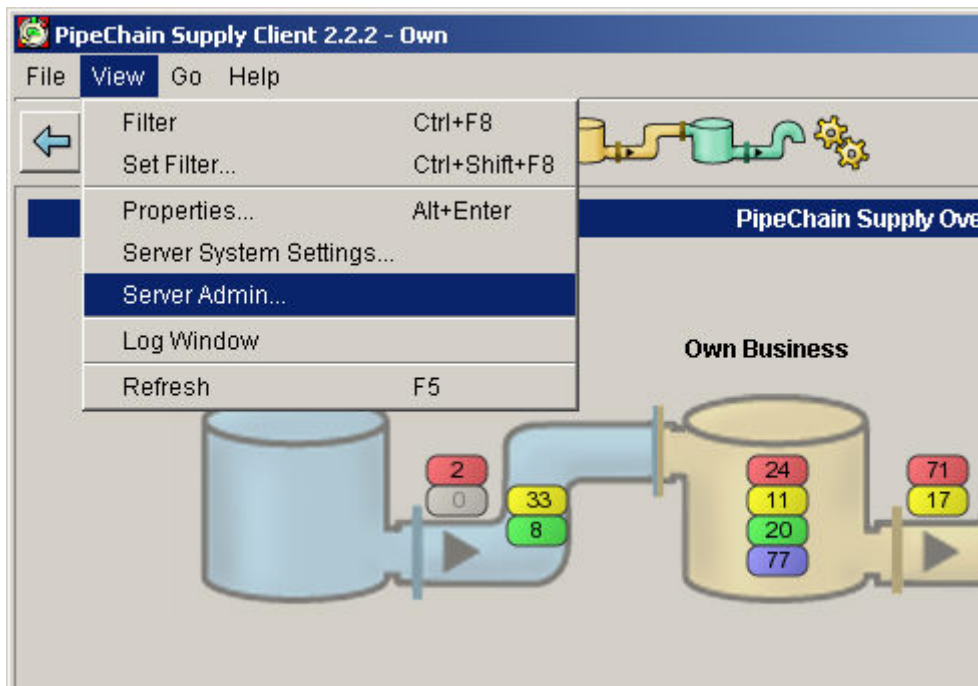 PipeChain Supply Client 2.2.2 - Own
File View Go Help
Filter Ctrl+F8
Set Filter... Ctrl+Shift+F8
Properties... Alt+Enter
Server System Settings...
Server Admin...
Log Window
Refresh F5
PipeChain Supply Ove
Own Business
2
0
33
8
24
11
20
77
71
17